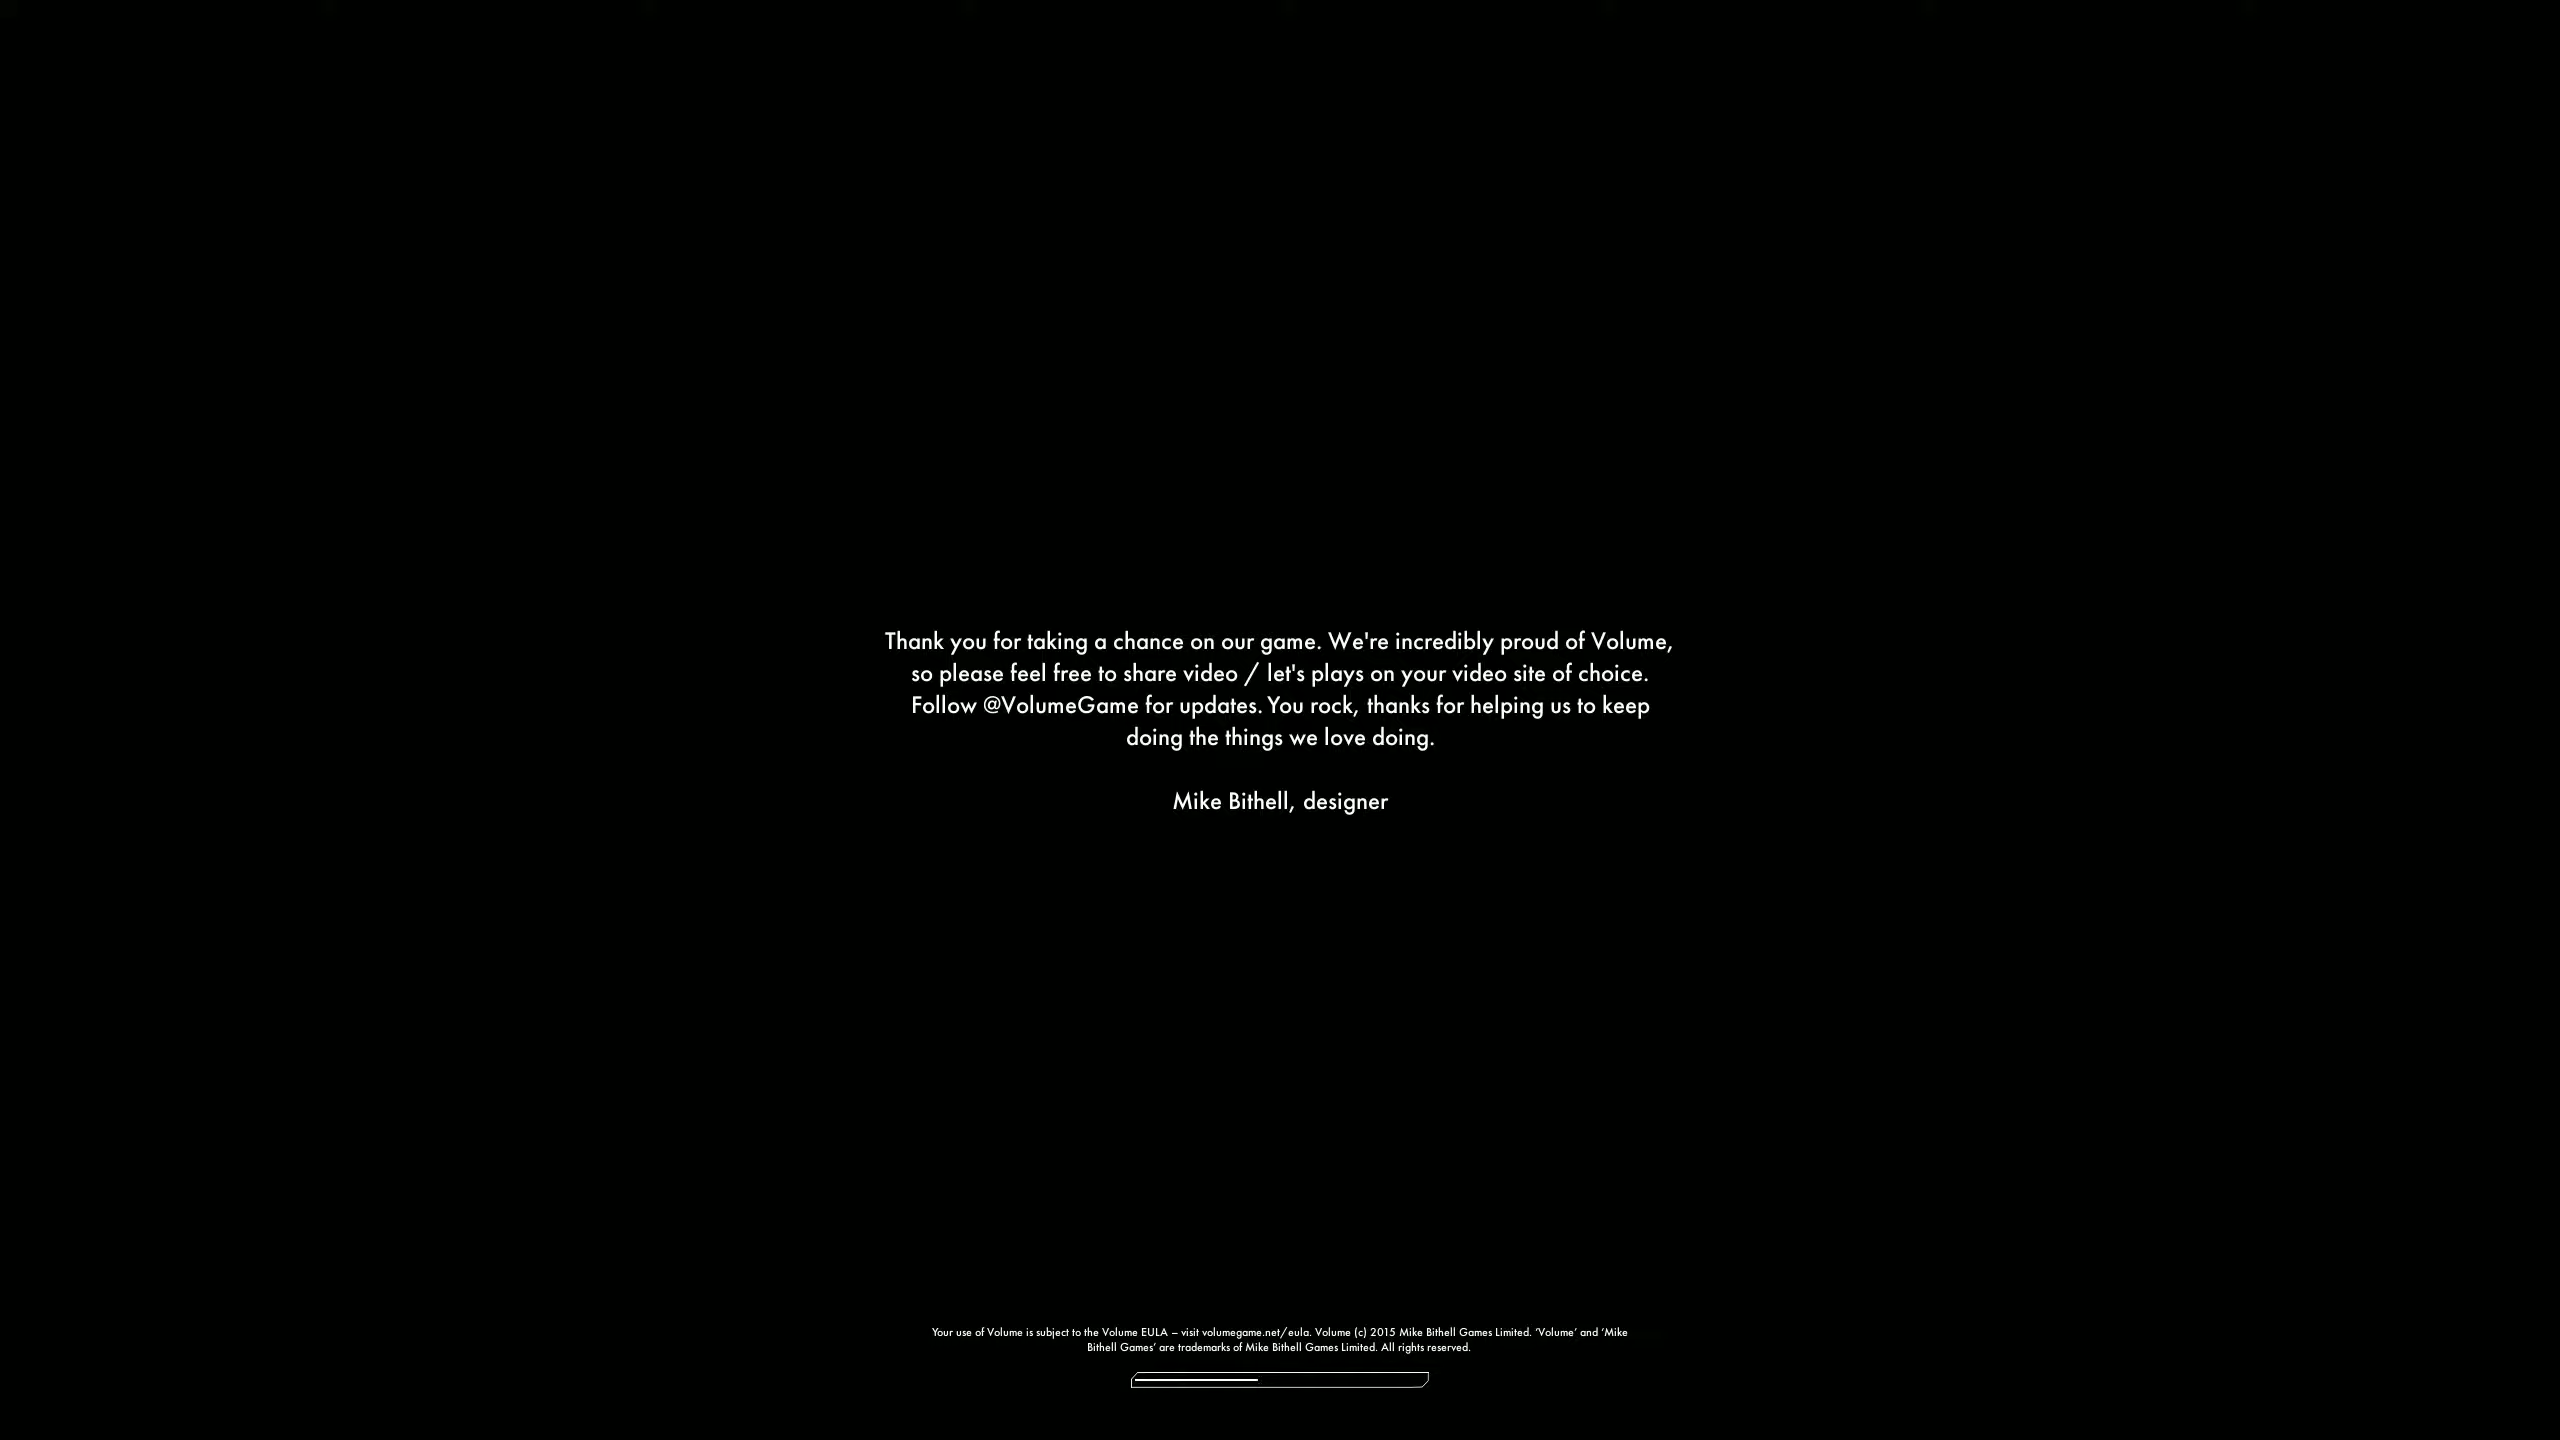 Thank you for taking a chance on our game. We're incredibly proud of Volume,
so please feel free to share video / let's plays on your video site of choice.
Follow @VolumeGame for updates. You rock, thanks for helping us to keep
doing the things we love doing.
Mike Bithell, designer
Your use of Volume is subject to the Volume EULA – visit volumegame.net/eula. Volume (c) 2015 Mike Bithell Games Limited. ‘Volume’ and ‘Mike
Bithell Games’ are trademarks of Mike Bithell Games Limited. All rights reserved.